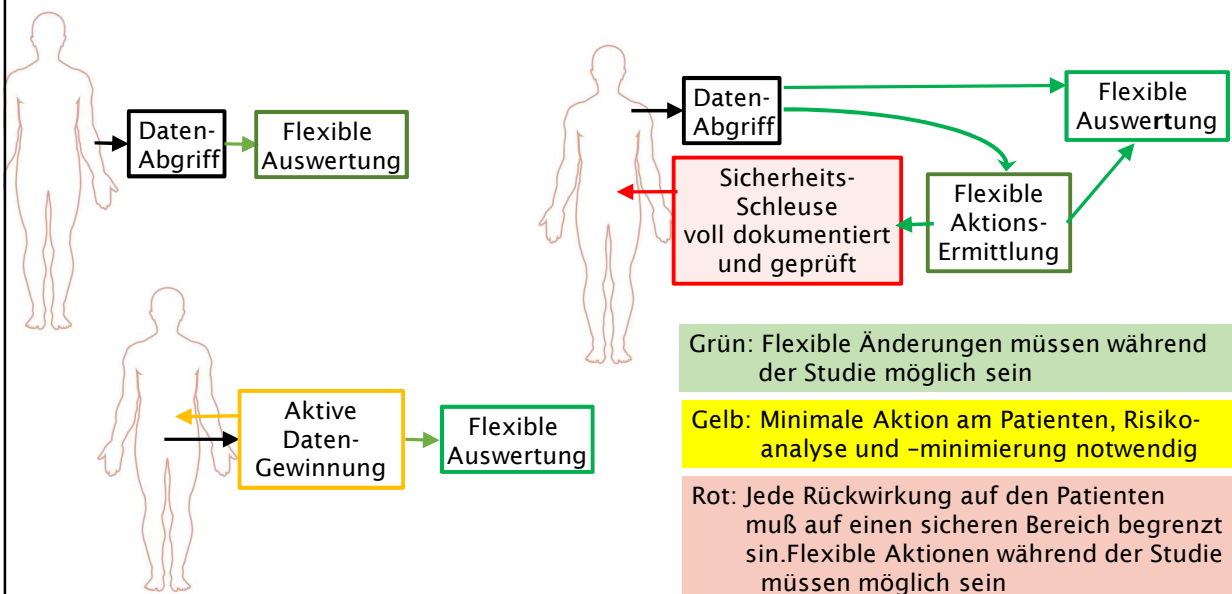 Daten-
Abgriff
Flexible
Auswertung
Daten-
Abgriff
Flexible
Auswertung
Sicherheits-
Schleuse
voll dokumentiert
und geprüft
Flexible
Aktions-
Ermittlung
Aktive
Daten-
Gewinnung
Flexible
Auswertung
Grün: Flexible Änderungen müssen während
der Studie möglich sein
Gelb: Minimale Aktion am Patienten, Risiko-
analyse und –minimierung notwendig
Rot: Jede Rückwirkung auf den Patienten
muß auf einen sicheren Bereich begrenzt
sin.Flexible Aktionen während der Studie
müssen möglich sein